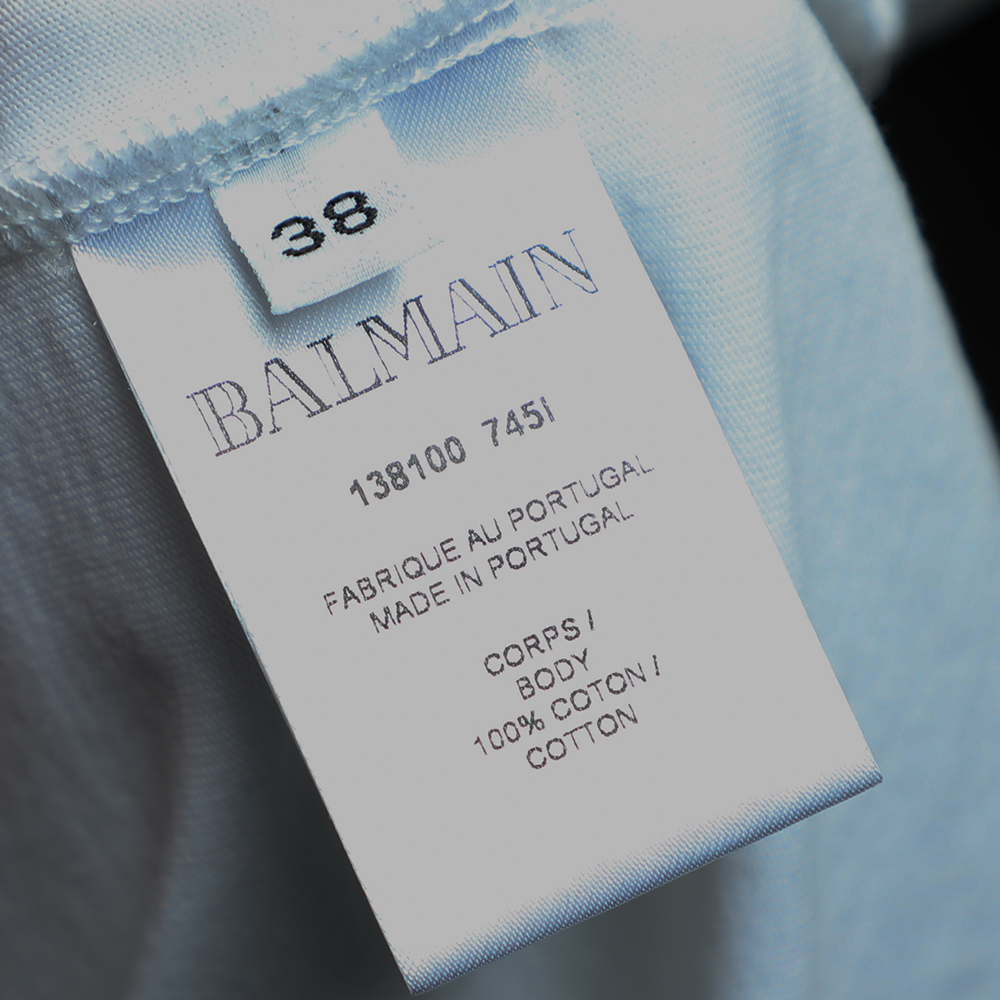 38
BALMAIN
138100 745I
FABRIQUE AU PORTUGAL
MADE IN PORTUGAL
CORPS /
BODY
100% COTON /
COTTON